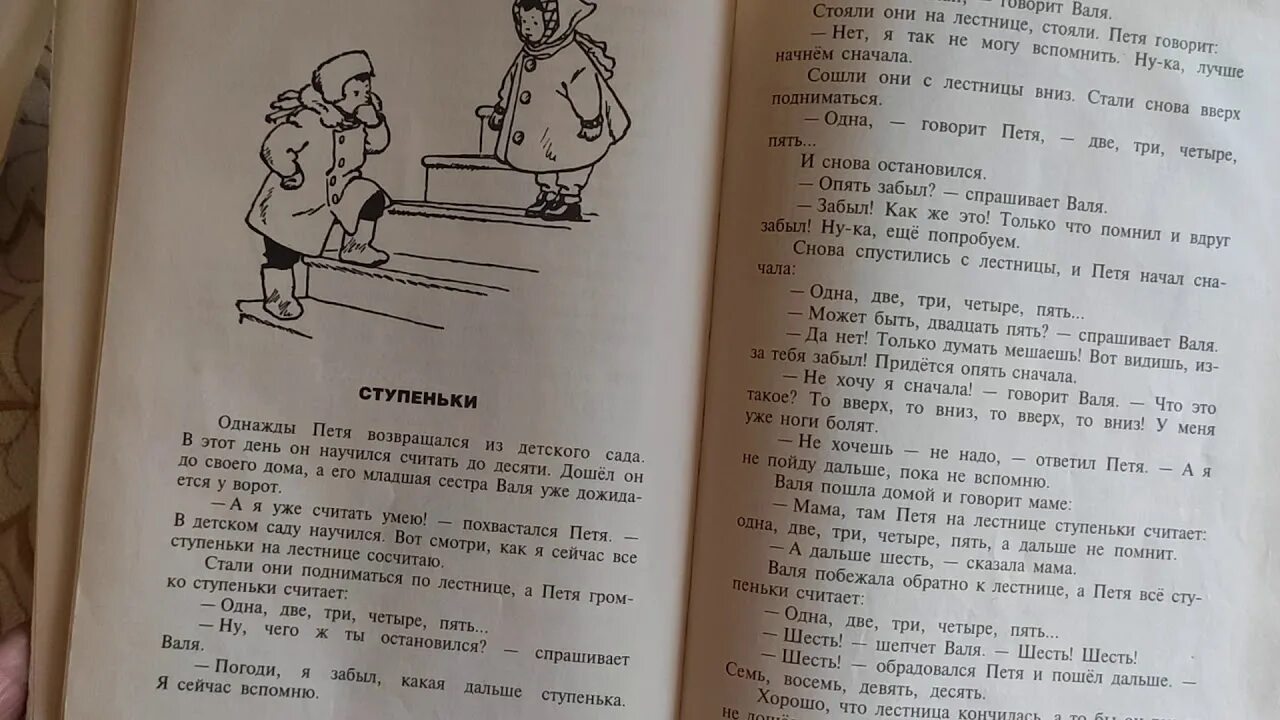 СТУПЕНЬКИ
Однажды Петя возвращался из детского сада.
В этот день он научился считать до десяти. Дошёл он
до своего дома, а его младшая сестра Валя уже дожида-
ется у ворот.
— А я уже считать умею! — похвастался Петя. —
В детском саду научился. Вот смотри, как я сейчас все
ступеньки на лестнице сосчитаю.
Стали они подниматься по лестнице, а Петя гром-
ко ступеньки считает:
— Одна, две, три, четыре, пять...
— Ну, чего ж ты остановился? — спрашивает
Валя.
— Погоди, я забыл, какая дальше ступенька.
Я сейчас вспомню.
— говорит Валя.
Стояли они на лестнице, стояли. Петя говорит:
— Нет, я так не могу вспомнить. Ну-ка, лучше
начнём сначала.
Сошли они с лестницы вниз. Стали снова вверх
подниматься.
— Одна, — говорит Петя, — две, три, четыре,
пять...
И снова остановился.
— Опять забыл? — спрашивает Валя.
— Забыл! Как же это! Только что помнил и вдруг
забыл! Ну-ка, ещё попробуем.
Снова спустились с лестницы, и Петя начал сна-
чала:
— Одна, две, три, четыре, пять...
— Может быть, двадцать пять? — спрашивает Валя.
— Да нет! Только думать мешаешь! Вот видишь, из-
за тебя забыл! Придётся опять сначала.
— Не хочу я сначала! — говорит Валя. — Что это
такое? То вверх, то вниз, то вверх, то вниз! У меня
уже ноги болят.
— Не хочешь — не надо, — ответил Петя. — А я
не пойду дальше, пока не вспомню.
Валя пошла домой и говорит маме:
— Мама, там Петя на лестнице ступеньки считает:
одна, две, три, четыре, пять, а дальше не помнит.
— А дальше шесть, — сказала мама.
Валя побежала обратно к лестнице, а Петя всё сту-
пеньки считает:
— Одна, две, три, четыре, пять...
— Шесть! — шепчет Валя. — Шесть! Шесть!
— Шесть! — обрадовался Петя и пошёл дальше. —
Семь, восемь, девять, десять.
Хорошо, что лестница кончилась, а то бы он
не